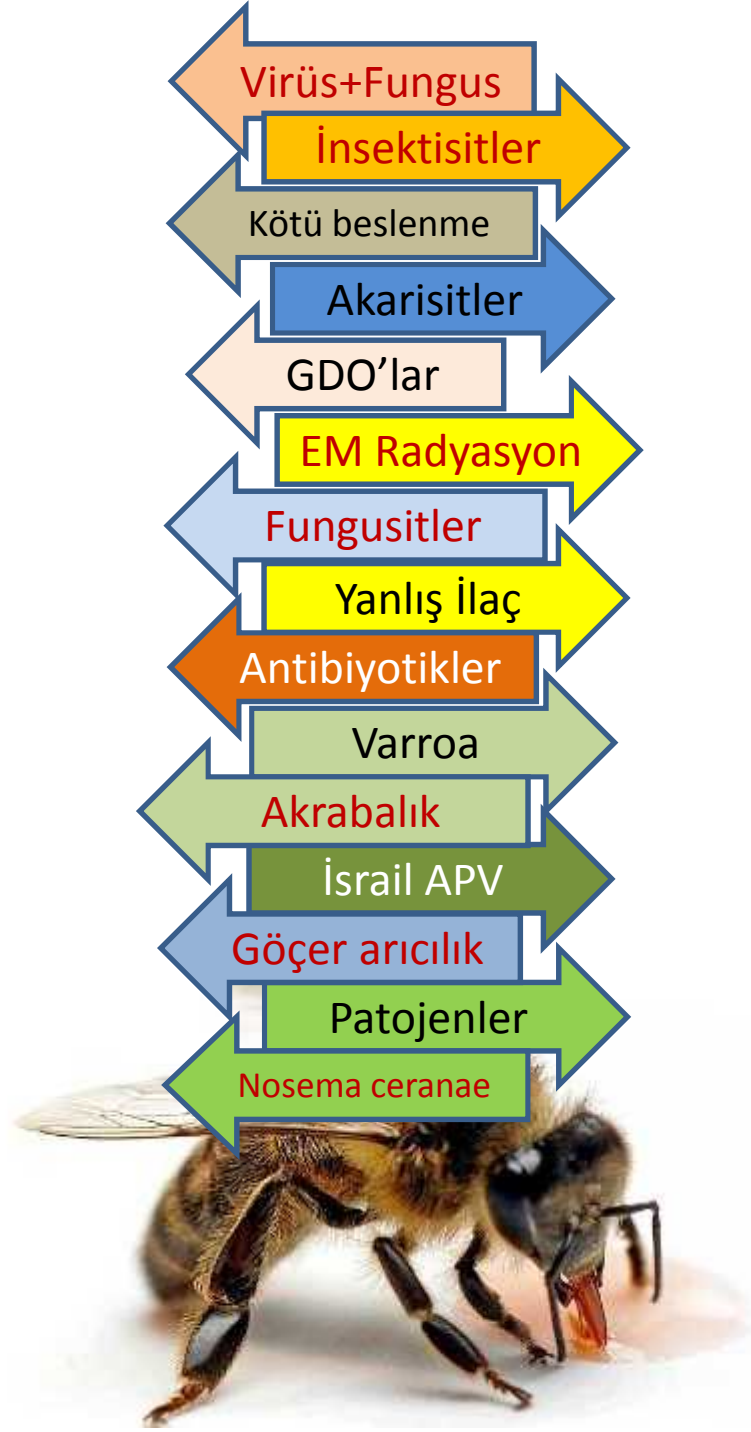 Virüs+Fungus
İnsektisitler
Kötü beslenme
Akarisitler
GDO’lar
EM Radyasyon
Fungusitler
Yanlış İlaç
Antibiyotikler
Varroa
Akrabalık
İsrail APV
Göçer arıcılık
Patojenler
Nosema ceranae